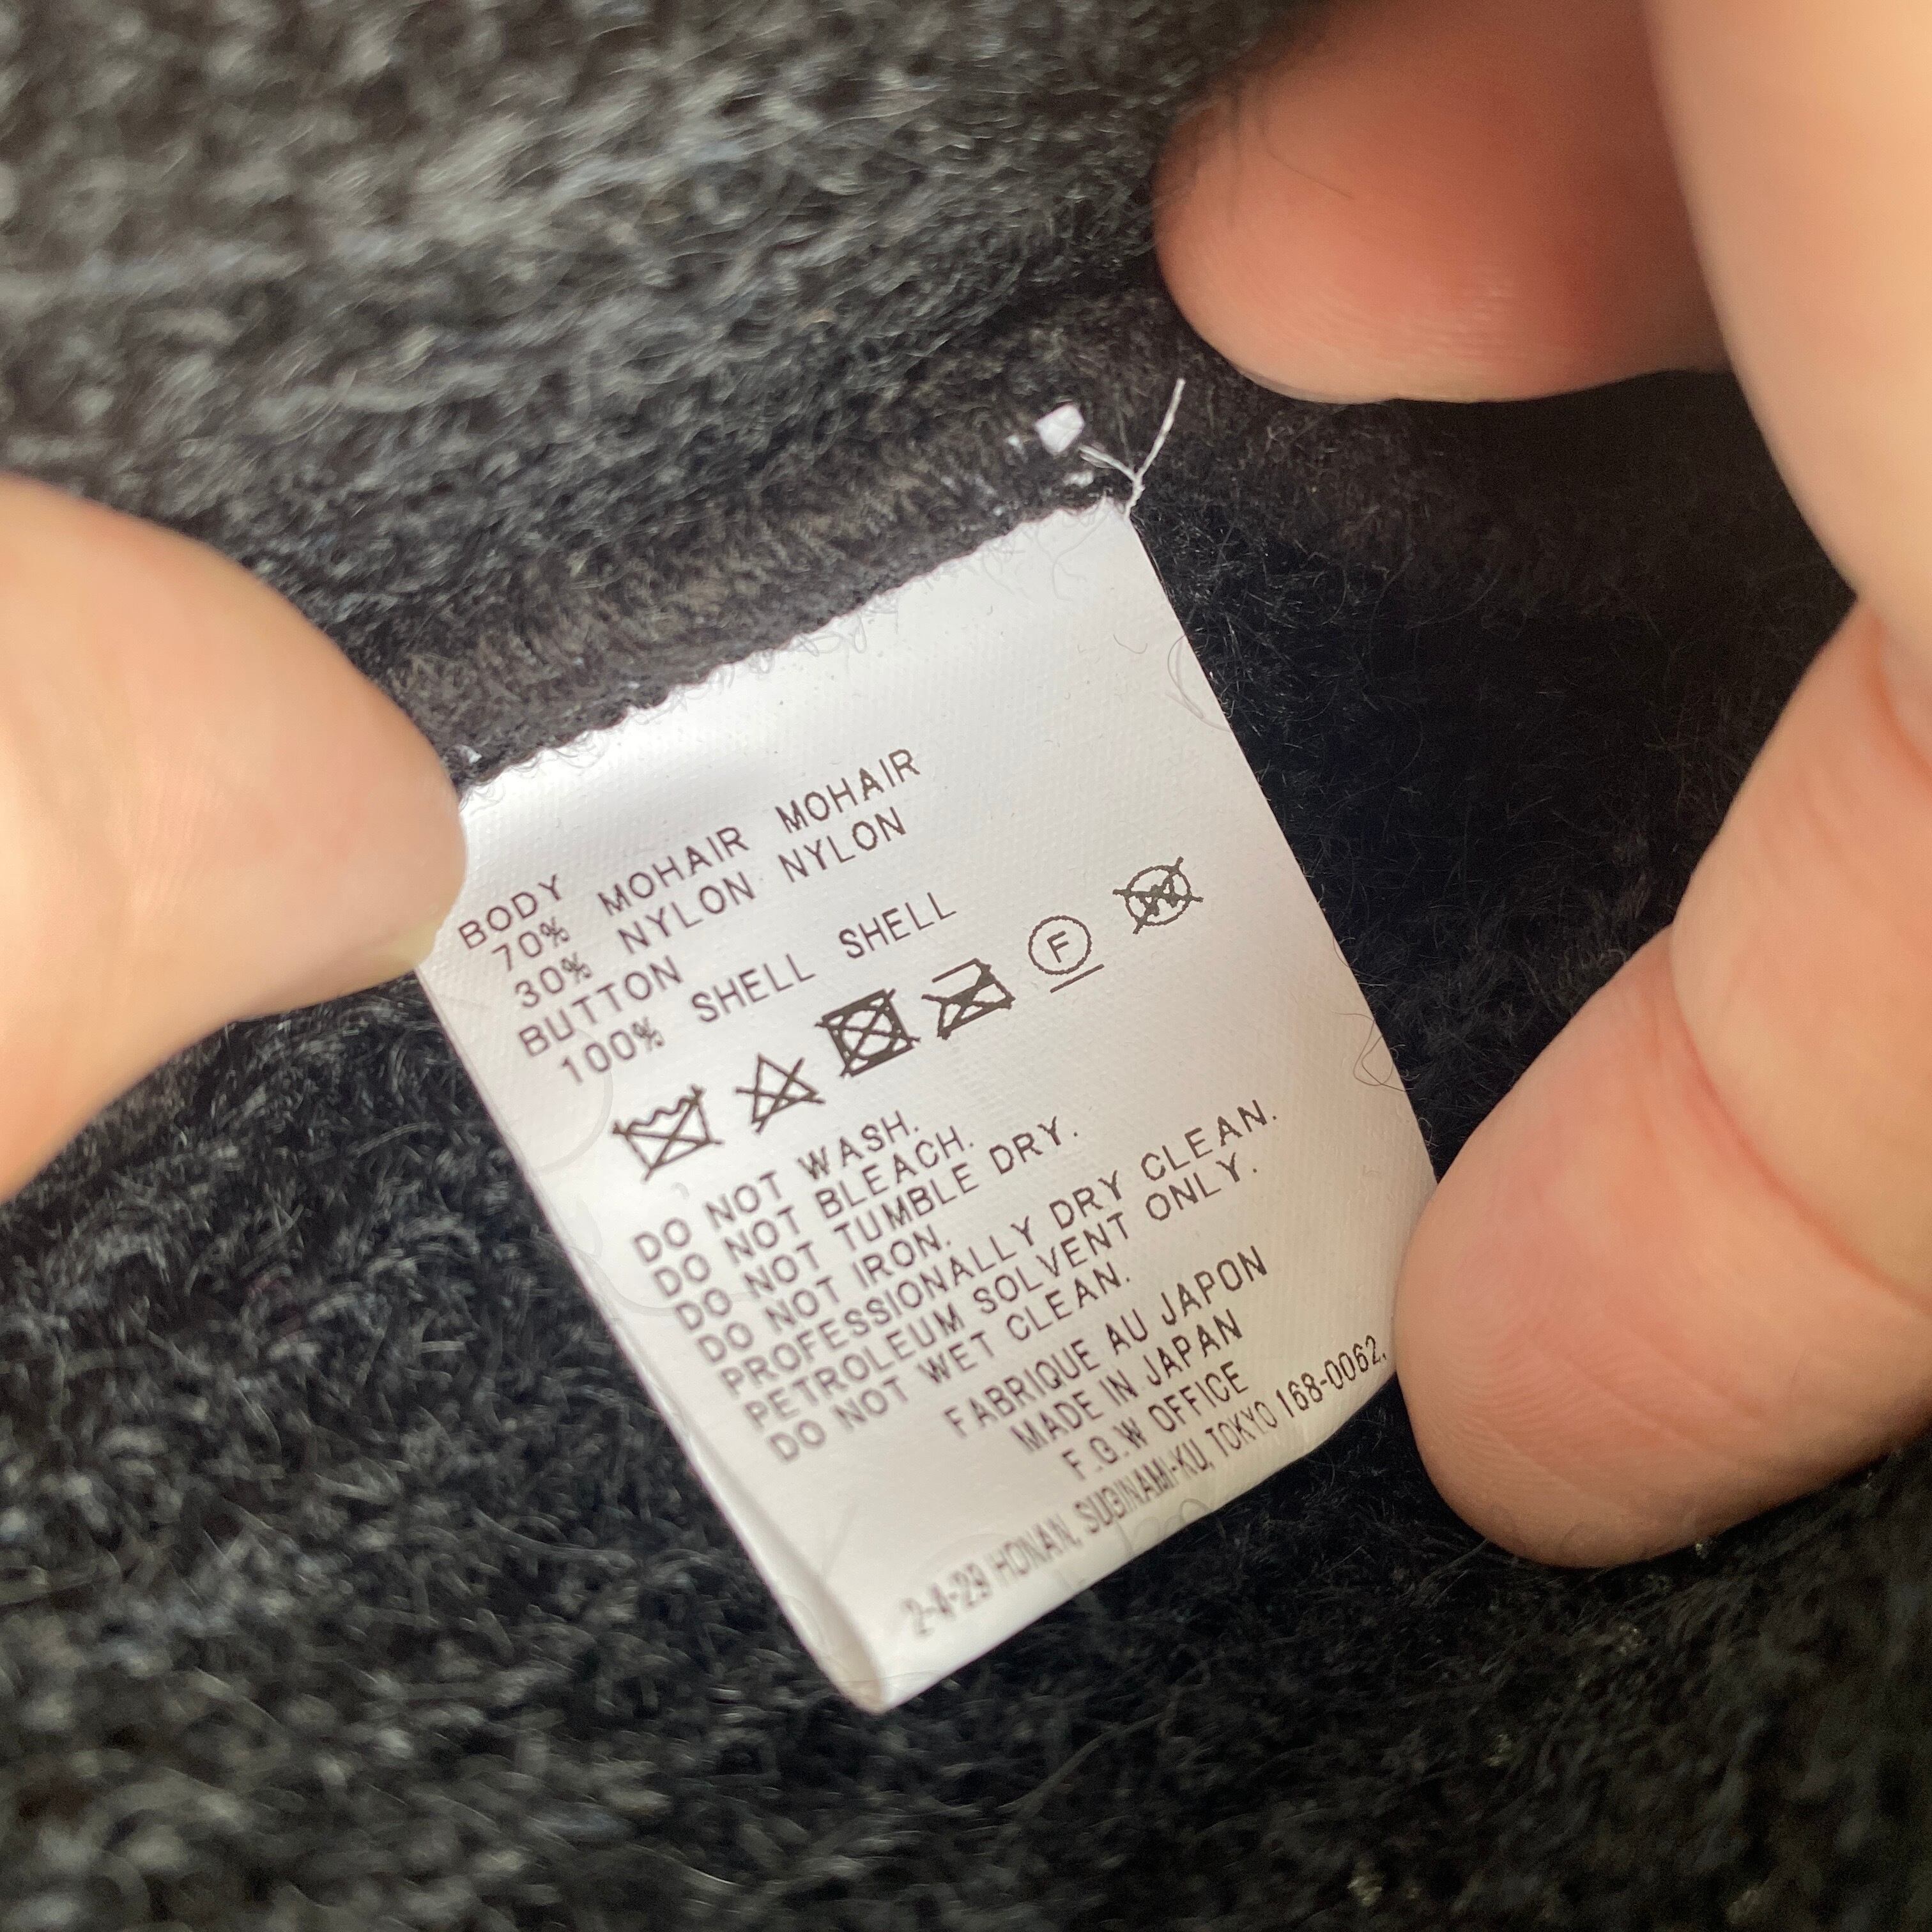 BODY
70% MOHAIR MOHAIR
30% NYLON NYLON
BUTTON
100% SHELL SHELL
F W
DO NOT WASH.
DO NOT BLEACH.
DO NOT TUMBLE DRY.
DO NOT IRON.
PROFESSIONALLY DRY CLEAN.
PETROLEUM SOLVENT ONLY.
DO NOT WET CLEAN.
FABRIQUE AU JAPON
MADE IN JAPAN
F.G.W OFFICE
2-4-29 HONAN, SUGINAMI-KU, TOKYO 168-0062,